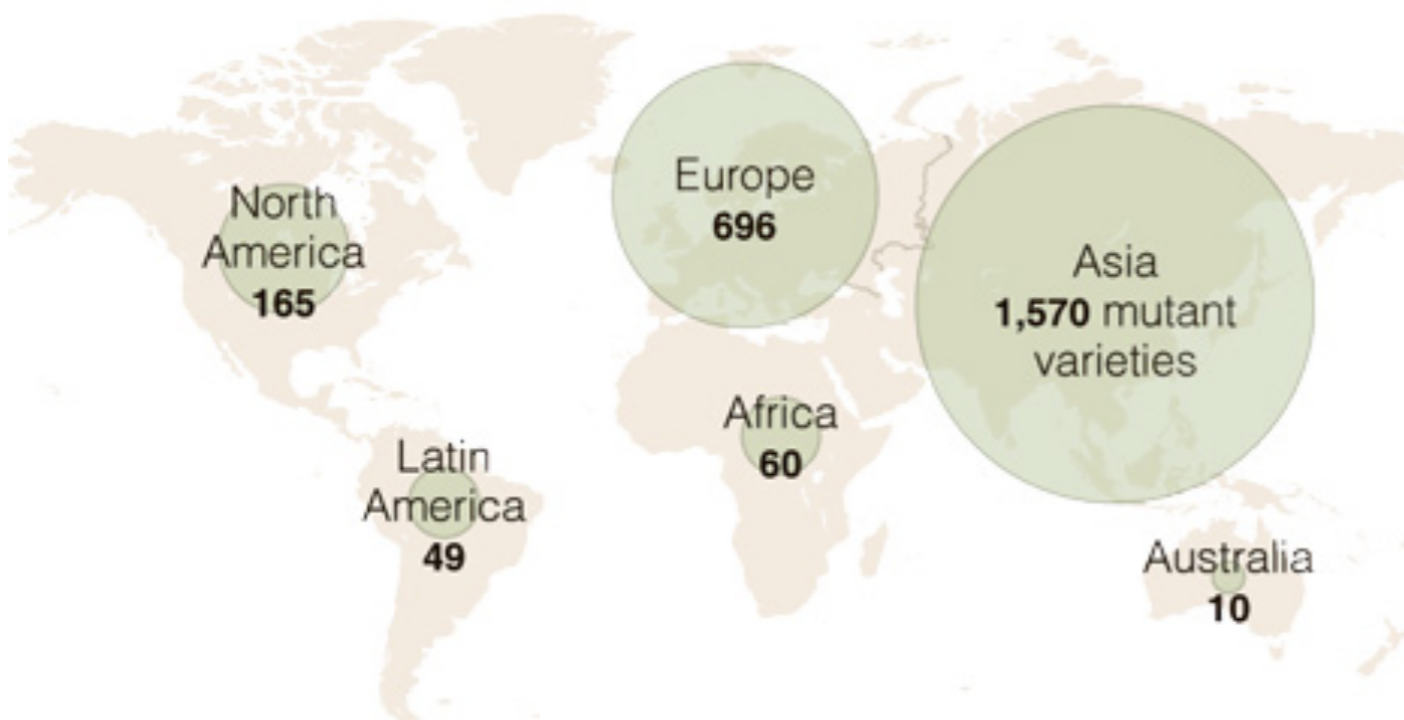 North
America
165
Europe
696
Asia
1,570 mutant
varieties
Africa
60
Latin
America
49
Australia
10